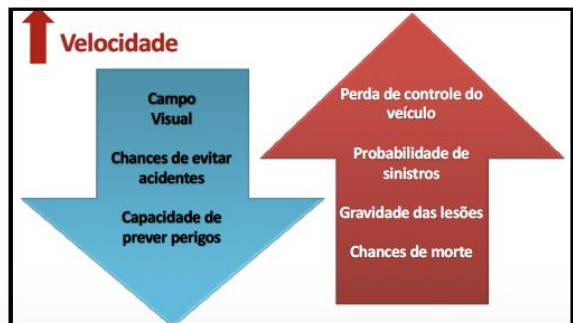 Velocidade
Campo
Visual
Chances de evitar
acidentes
Capacidade de
prever perigos
Perda de controle do
veículo
Probabilidade de
sinistros
Gravidade das lesões
Chances de morte